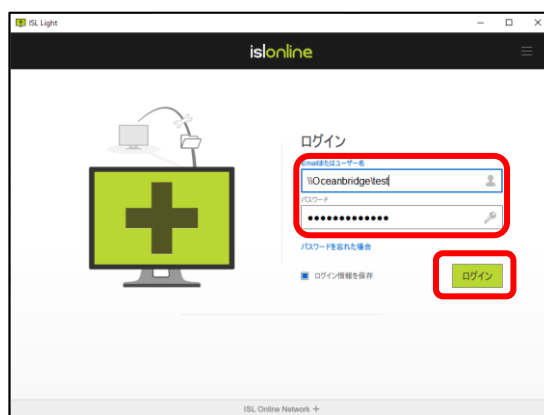 ISL Light
islonline
ログイン
Emailまたはユーザー名
\\Oceanbridge\test
パスワード
●●●●●●●●●●●●●
パスワードを忘れた場合
ログイン情報を保存
ログイン
ISL Online Network +